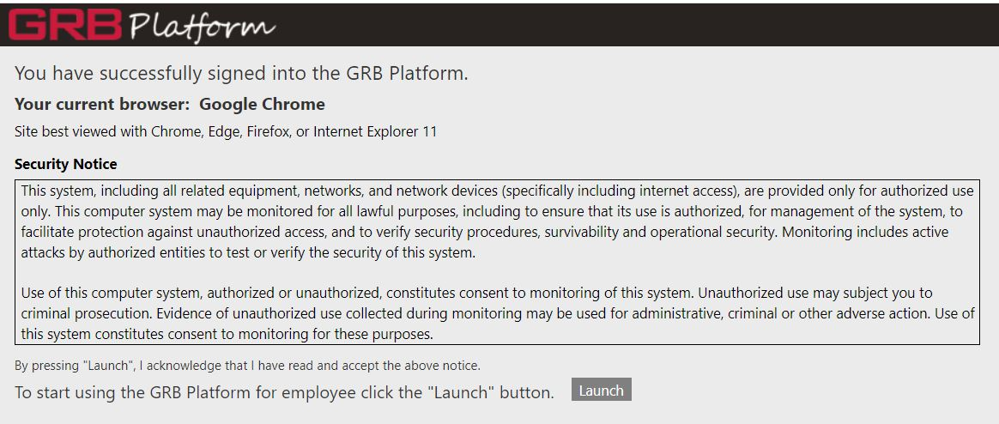 GRB Platform
You have successfully signed into the GRB Platform.
Your current browser:  Google Chrome
Site best viewed with Chrome, Edge, Firefox, or Internet Explorer 11
Security Notice
This system, including all related equipment, networks, and network devices (specifically including internet access), are provided only for authorized use
only. This computer system may be monitored for all lawful purposes, including to ensure that its use is authorized, for management of the system, to
facilitate protection against unauthorized access, and to verify security procedures, survivability and operational security. Monitoring includes active
attacks by authorized entities to test or verify the security of this system.
Use of this computer system, authorized or unauthorized, constitutes consent to monitoring of this system. Unauthorized use may subject you to
criminal prosecution. Evidence of unauthorized use collected during monitoring may be used for administrative, criminal or other adverse action. Use of
this system constitutes consent to monitoring for these purposes.
By pressing "Launch", I acknowledge that I have read and accept the above notice.
To start using the GRB Platform for employee click the "Launch" button. Launch